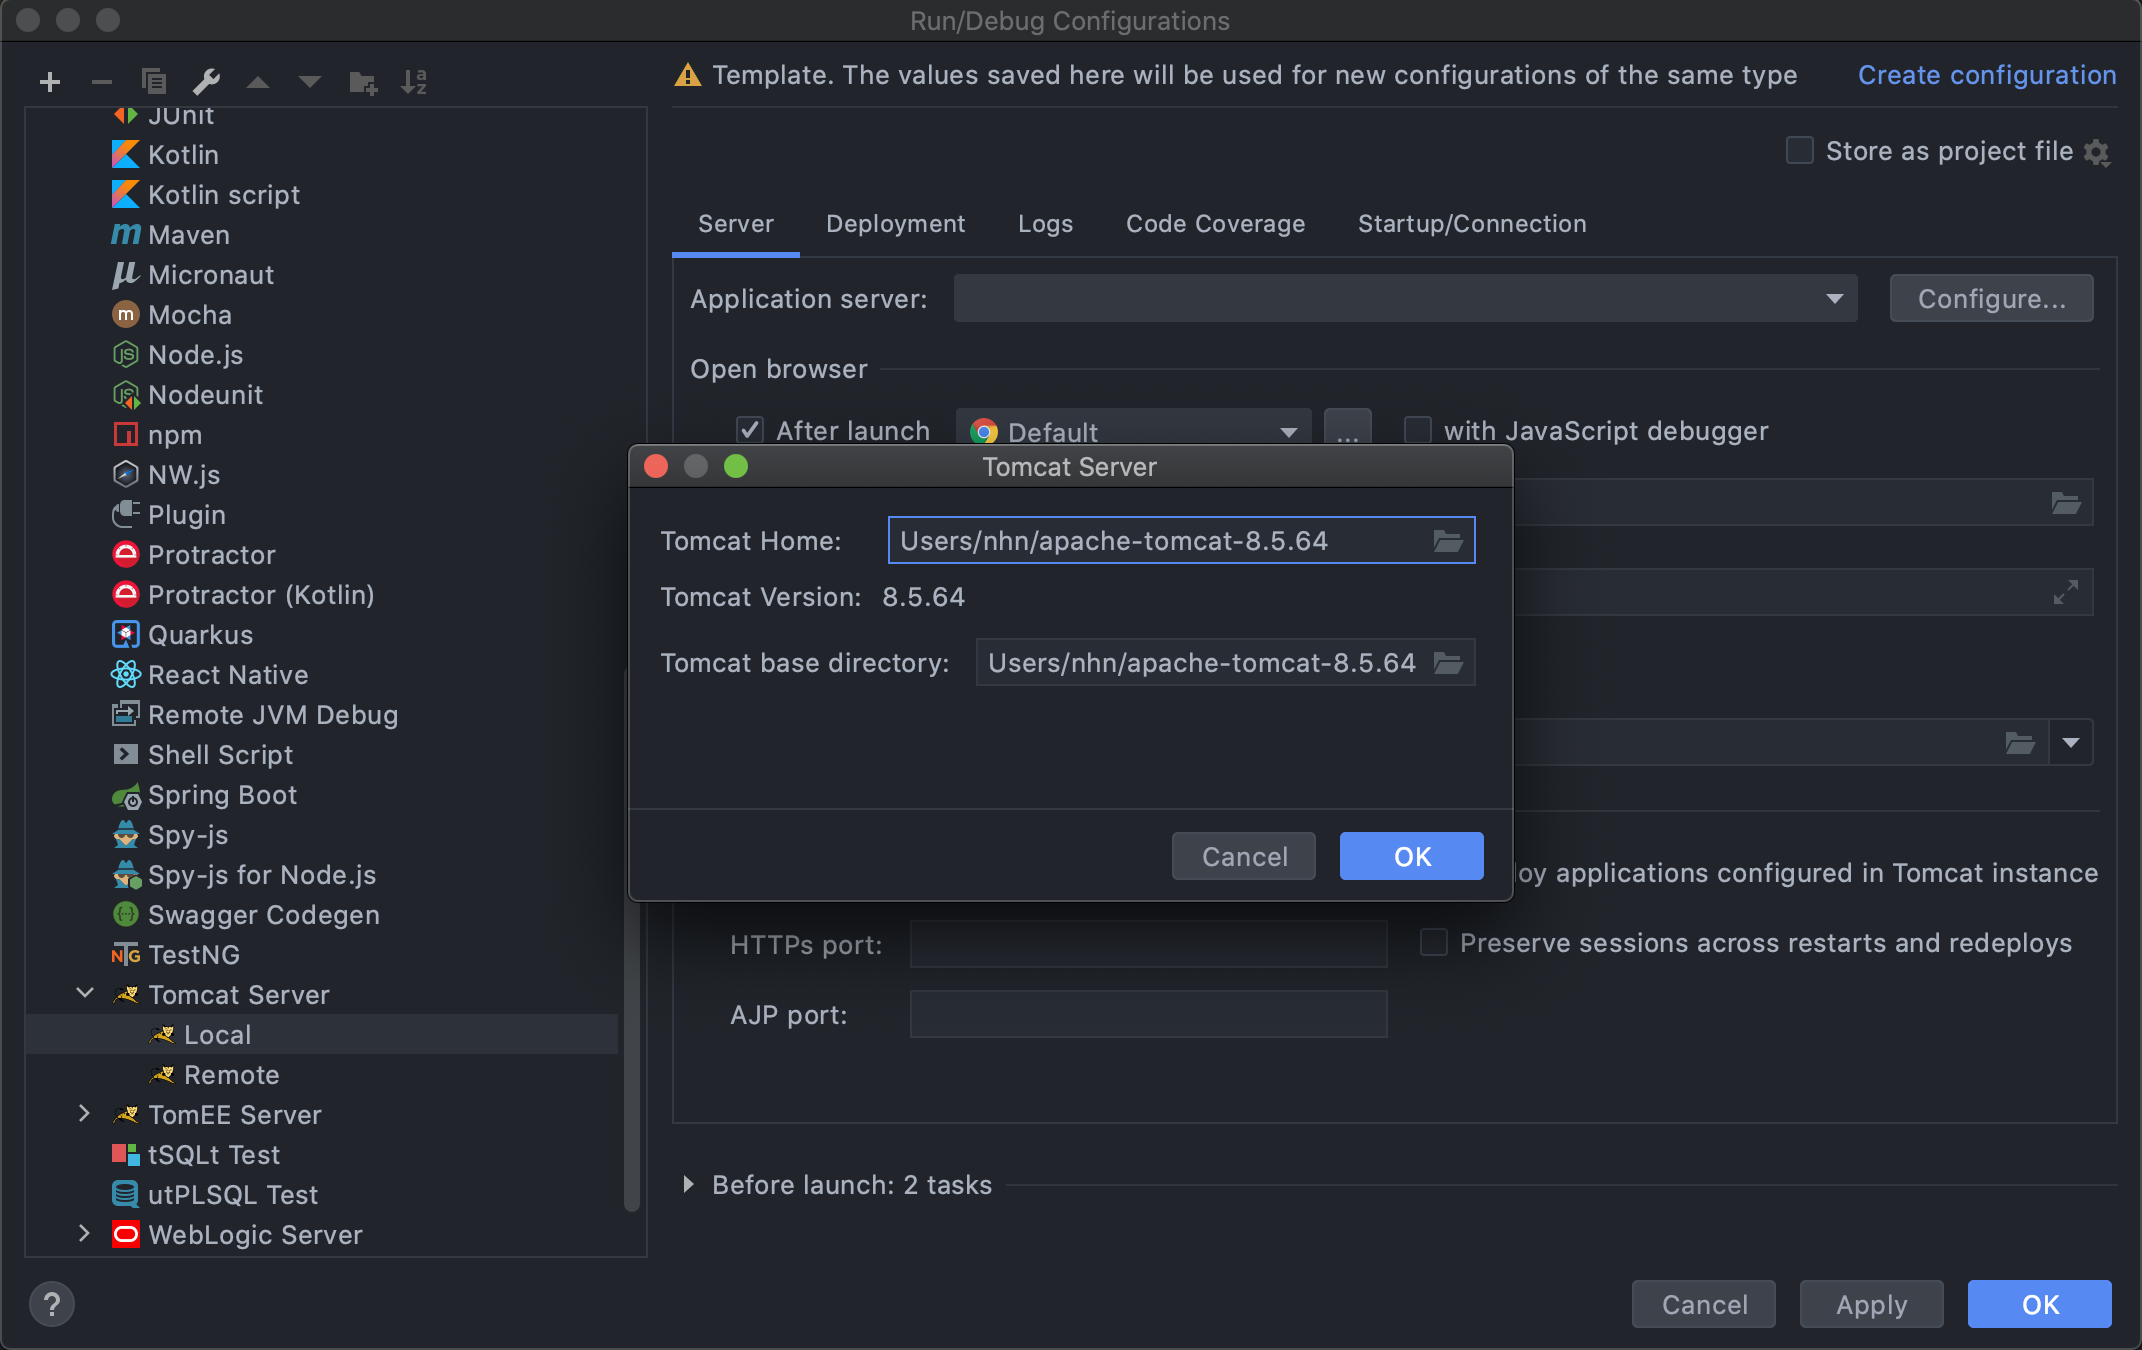 Run/Debug Configurations
Template. The values saved here will be used for new configurations of the same type
Create configuration
JUnit
Kotlin
Kotlin script
Maven
Micronaut
Mocha
Node.js
Nodeunit
npm
NW.js
Plugin
Protractor
Protractor (Kotlin)
Quarkus
React Native
Remote JVM Debug
Shell Script
Spring Boot
Spy-js
Spy-js for Node.js
Swagger Codegen
TestNG
Tomcat Server
Local
Remote
TomEE Server
tSQLt Test
utPLSQL Test
WebLogic Server
Store as project file
Server Deployment Logs Code Coverage Startup/Connection
Application server:
Configure...
Open browser
After launch
Default
...
with JavaScript debugger
Tomcat Server
Tomcat Home: Users/nhn/apache-tomcat-8.5.64
Tomcat Version: 8.5.64
Tomcat base directory: Users/nhn/apache-tomcat-8.5.64
Cancel OK
oy applications configured in Tomcat instance
HTTPs port:
Preserve sessions across restarts and redeploys
AJP port:
Before launch: 2 tasks
?
Cancel Apply OK